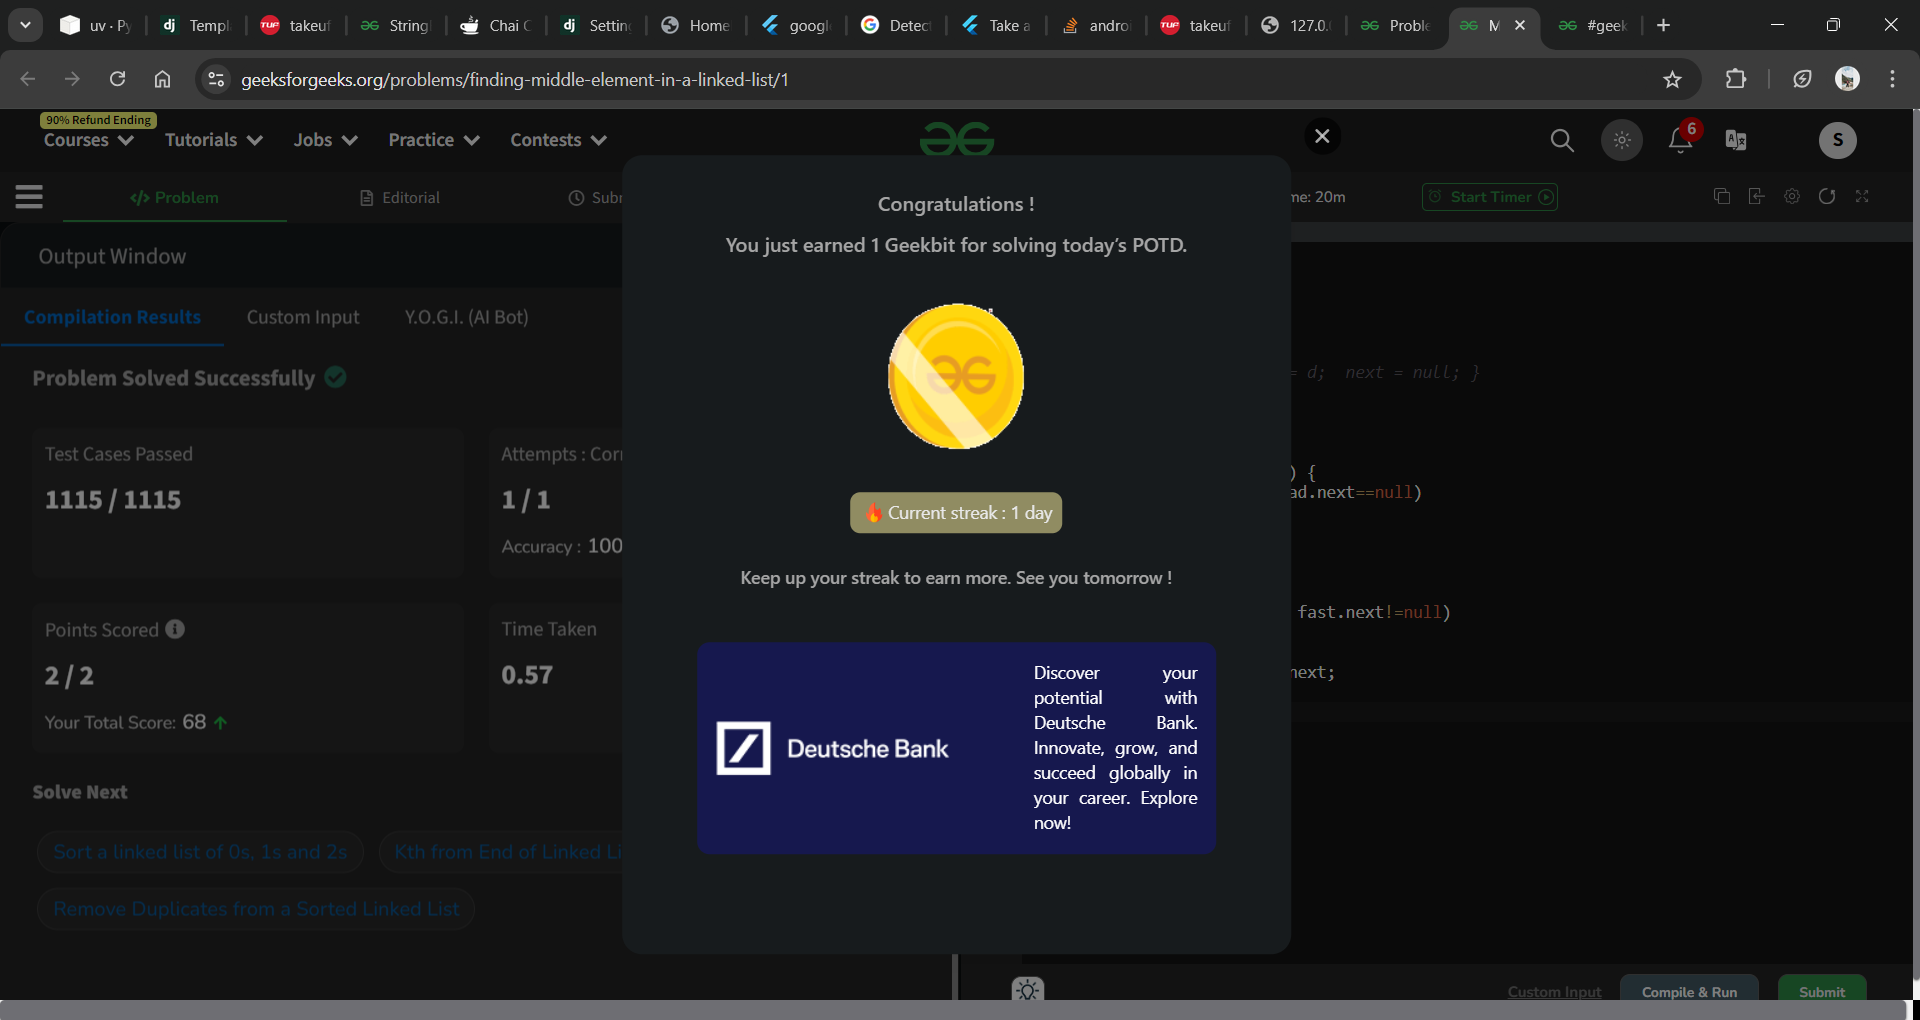 uv · Py
Templ
takeuf
String
Chai C
Setting
Home
googl
Detec
Take a
andro
takeuf
127.0.
Proble
M
#geek
geeksforgeeks.org/problems/finding-middle-element-in-a-linked-list/1
90% Refund Ending
Courses Tutorials Jobs Practice Contests
6
S
Problem Editorial Subr
me: 20m
Start Timer
Output Window
Compilation Results Custom Input Y.O.G.I. (AI Bot)
Problem Solved Successfully
Test Cases Passed
1115 / 1115
Attempts : Corr
1 / 1
Accuracy : 100
Points Scored
2 / 2
Your Total Score: 68
Time Taken
0.57
Solve Next
Sort a linked list of 0s, 1s and 2s
Kth from End of Linked Li
Remove Duplicates from a Sorted Linked List
Congratulations !
You just earned 1 Geekbit for solving today's POTD.
Current streak : 1 day
Keep up your streak to earn more. See you tomorrow !
Deutsche Bank
Discover your
potential with
Deutsche Bank.
Innovate, grow, and
succeed globally in
your career. Explore
now!
= d; next = null; }
) {
ad.next==null)
fast.next!=null)
next;
Custom Input
Compile & Run
Submit